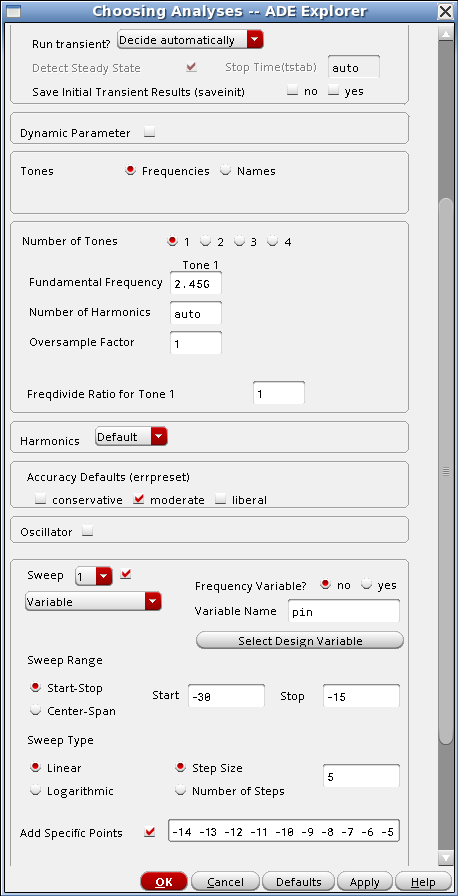 Choosing Analyses -- ADE Explorer
Run transient? Decide automatically
Detect Steady State Stop Time(tstab) auto
Save Initial Transient Results (saveinit) no yes
Dynamic Parameter
Tones Frequencies Names
Number of Tones 1 2 3 4
Tone 1
Fundamental Frequency 2.45G
Number of Harmonics auto
Oversample Factor 1
Freqdivide Ratio for Tone 1 1
Harmonics Default
Accuracy Defaults (errpreset)
conservative moderate liberal
Oscillator
Sweep 1
Frequency Variable? no yes
Variable
Variable Name pin
Select Design Variable
Sweep Range
Start-Stop Start -30 Stop -15
Center-Span
Sweep Type
Linear Step Size 5
Logarithmic Number of Steps
Add Specific Points -14 -13 -12 -11 -10 -9 -8 -7 -6 -5
OK Cancel Defaults Apply Help